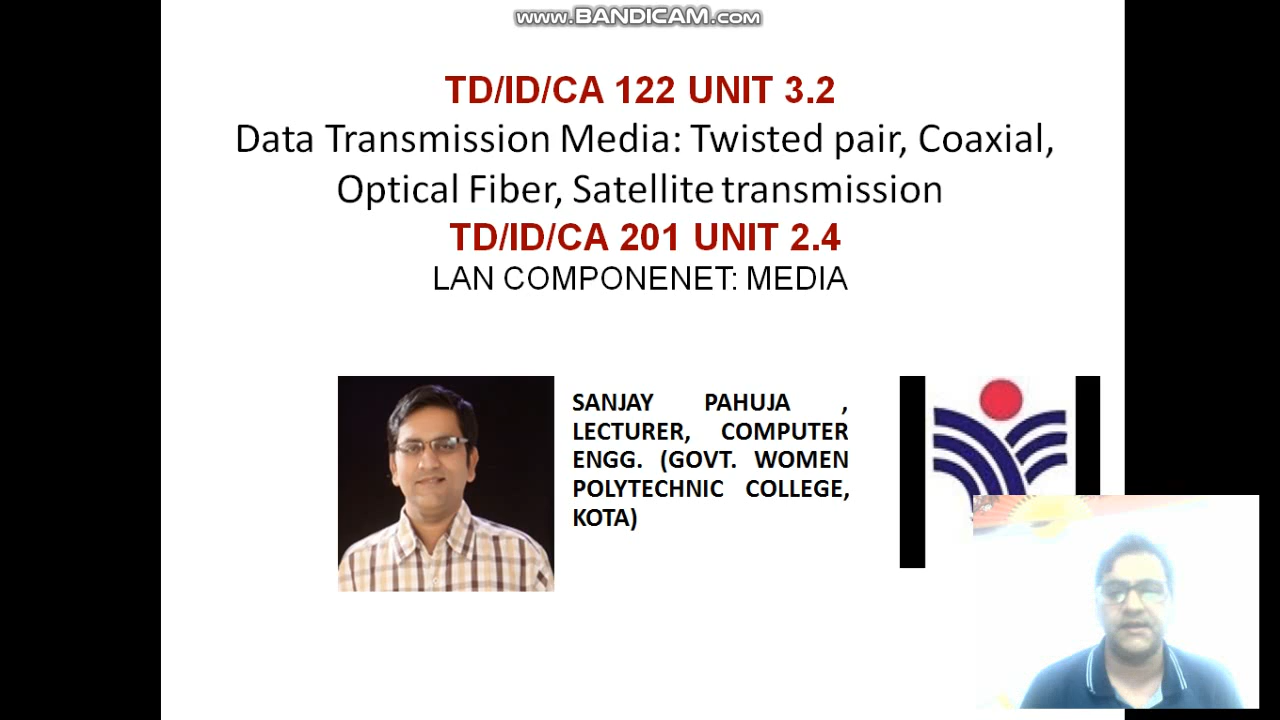 www.BANDICAM.com
TD/ID/CA 122 UNIT 3.2
Data Transmission Media: Twisted pair, Coaxial,
Optical Fiber, Satellite transmission
TD/ID/CA 201 UNIT 2.4
LAN COMPONENET: MEDIA
SANJAY PAHUJA ,
LECTURER, COMPUTER
ENGG. (GOVT. WOMEN
POLYTECHNIC COLLEGE,
KOTA)